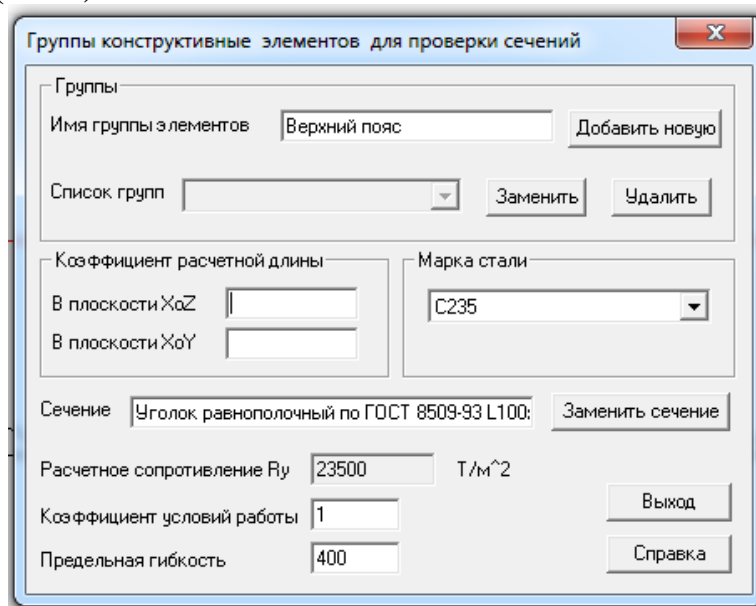 Группы конструктивные элементов для проверки сечений
Группы
Имя группы элементов Верхний пояс Добавить новую
Список групп Заменить Удалить
Коэффициент расчетной длины Марка стали
В плоскости XoZ С235
В плоскости XoY
Сечение Уголок равнополочный по ГОСТ 8509-93 L100: Заменить сечение
Расчетное сопротивление Ry 23500 Т/м^2
Коэффициент условий работы 1 Выход
Предельная гибкость 400 Справка